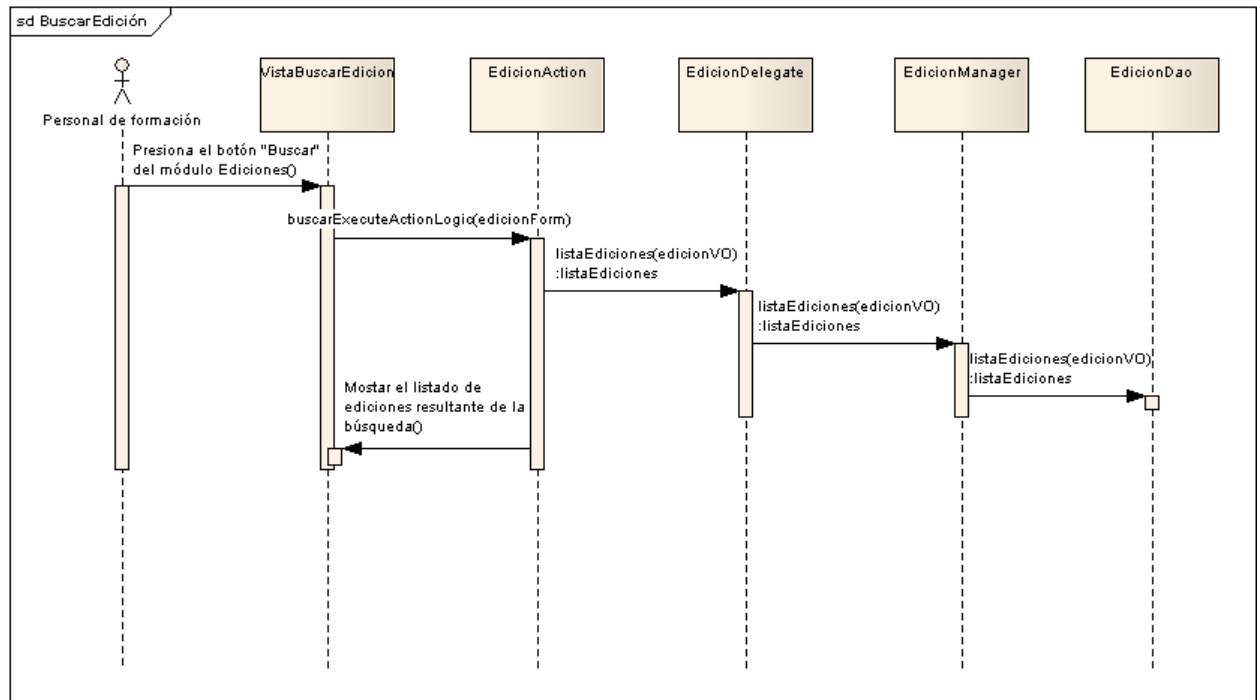 sd BuscarEdición
Personal de formación
VistaBuscarEdicion
EdicionAction
EdicionDelegate
EdicionManager
EdicionDao
Presiona el botón "Buscar"
del módulo Ediciones()
buscarExecuteActionLogic(edicionForm)
listaEdiciones(edicionVO)
:listaEdiciones
listaEdiciones(edicionVO)
:listaEdiciones
listaEdiciones(edicionVO)
:listaEdiciones
Mostar el listado de
ediciones resultante de la
búsqueda()